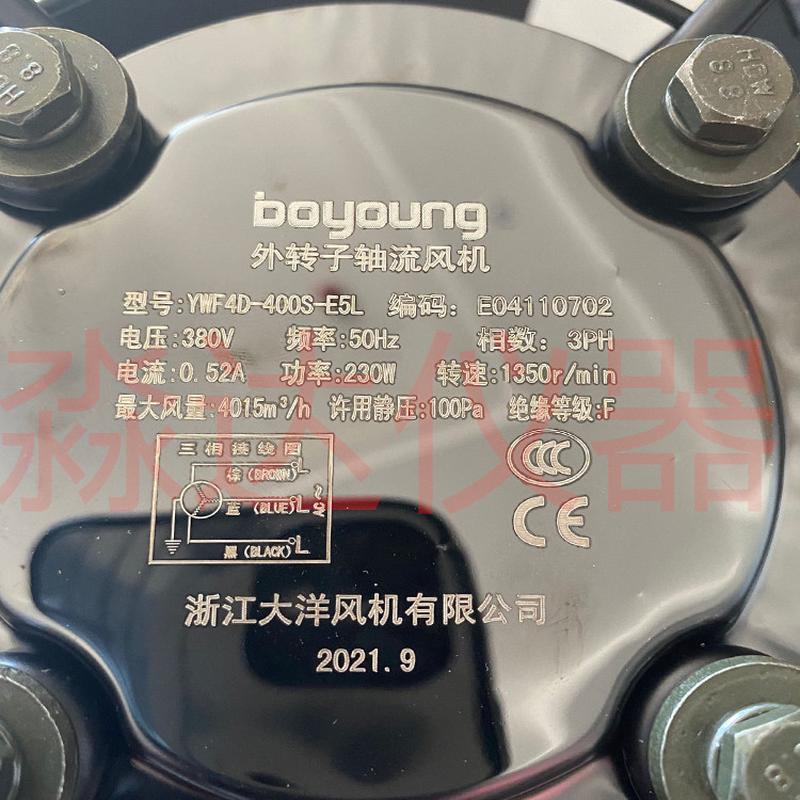 HDW
8.8
HDW
8.8
boyoung
外转子轴流风机
型号:YWF4D-400S-E5L 编码: E04110702
电压:380V 频率:50Hz 相数: 3PH
电流:0.52A 功率:230W 转速:1350r/min
最大风量:4015m³/h 许用静压:100Pa 绝缘等级:F
淼达仪器
三相接线图
棕(BROWN) L
蓝(BLUE) L
黑(BLACK) L
CCC
CE
浙江大洋风机有限公司
2021.9